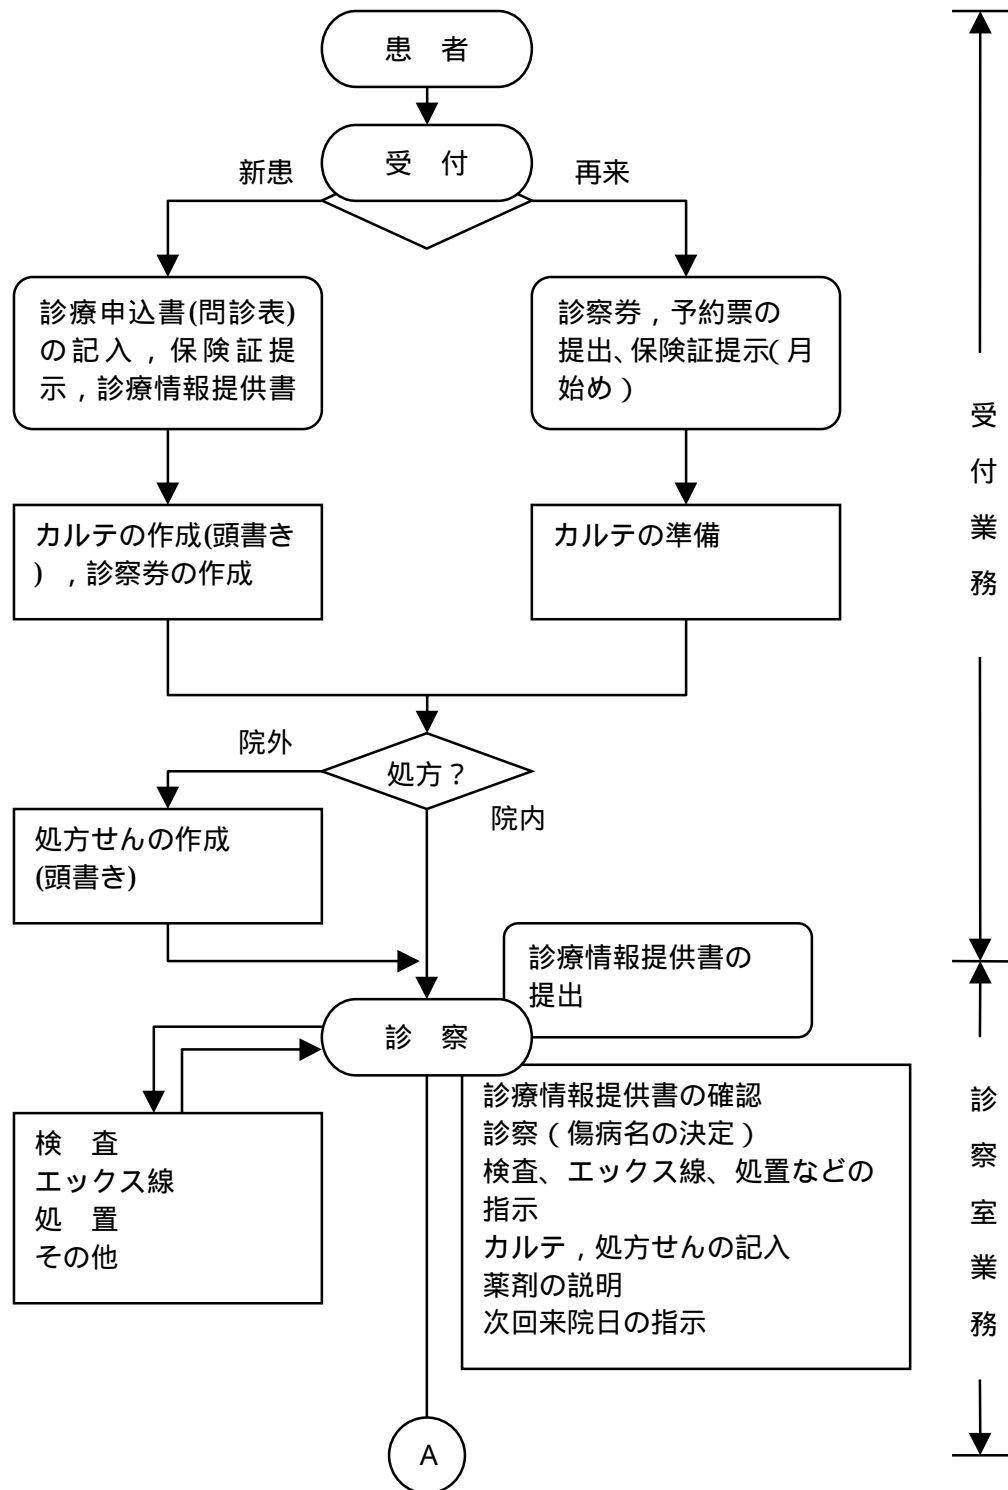 患　者
受　付
新患
再来
診療申込書(問診表)
の記入，保険証提
示，診療情報提供書
診察券，予約票の
提出、保険証提示(月
始め)
カルテの作成(頭書き
)，診察券の作成
カルテの準備
受付業務
院外
処方？
院内
処方せんの作成
(頭書き)
診療情報提供書の
提出
診　察
診療情報提供書の確認
診察（傷病名の決定）
検査、エックス線、処置などの
指示
カルテ，処方せんの記入
薬剤の説明
次回来院日の指示
検　査
エックス線
処　置
その他
診察室業務
A